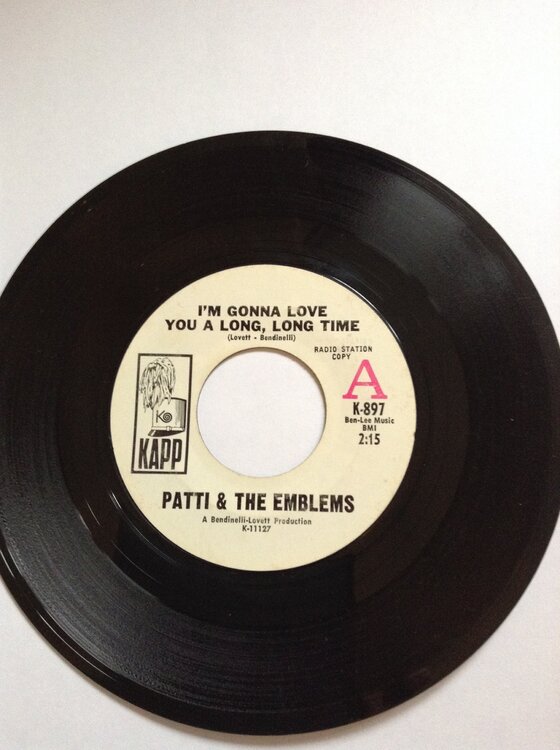 I'M GONNA LOVE
YOU A LONG, LONG TIME
(Lovett - Bendinelli)
RADIO STATION
COPY
A
K-897
Ben-Lee Music
BMI
2:15
K
KAPP
PATTI & THE EMBLEMS
A Bendinelli-Lovett Production
K-11127